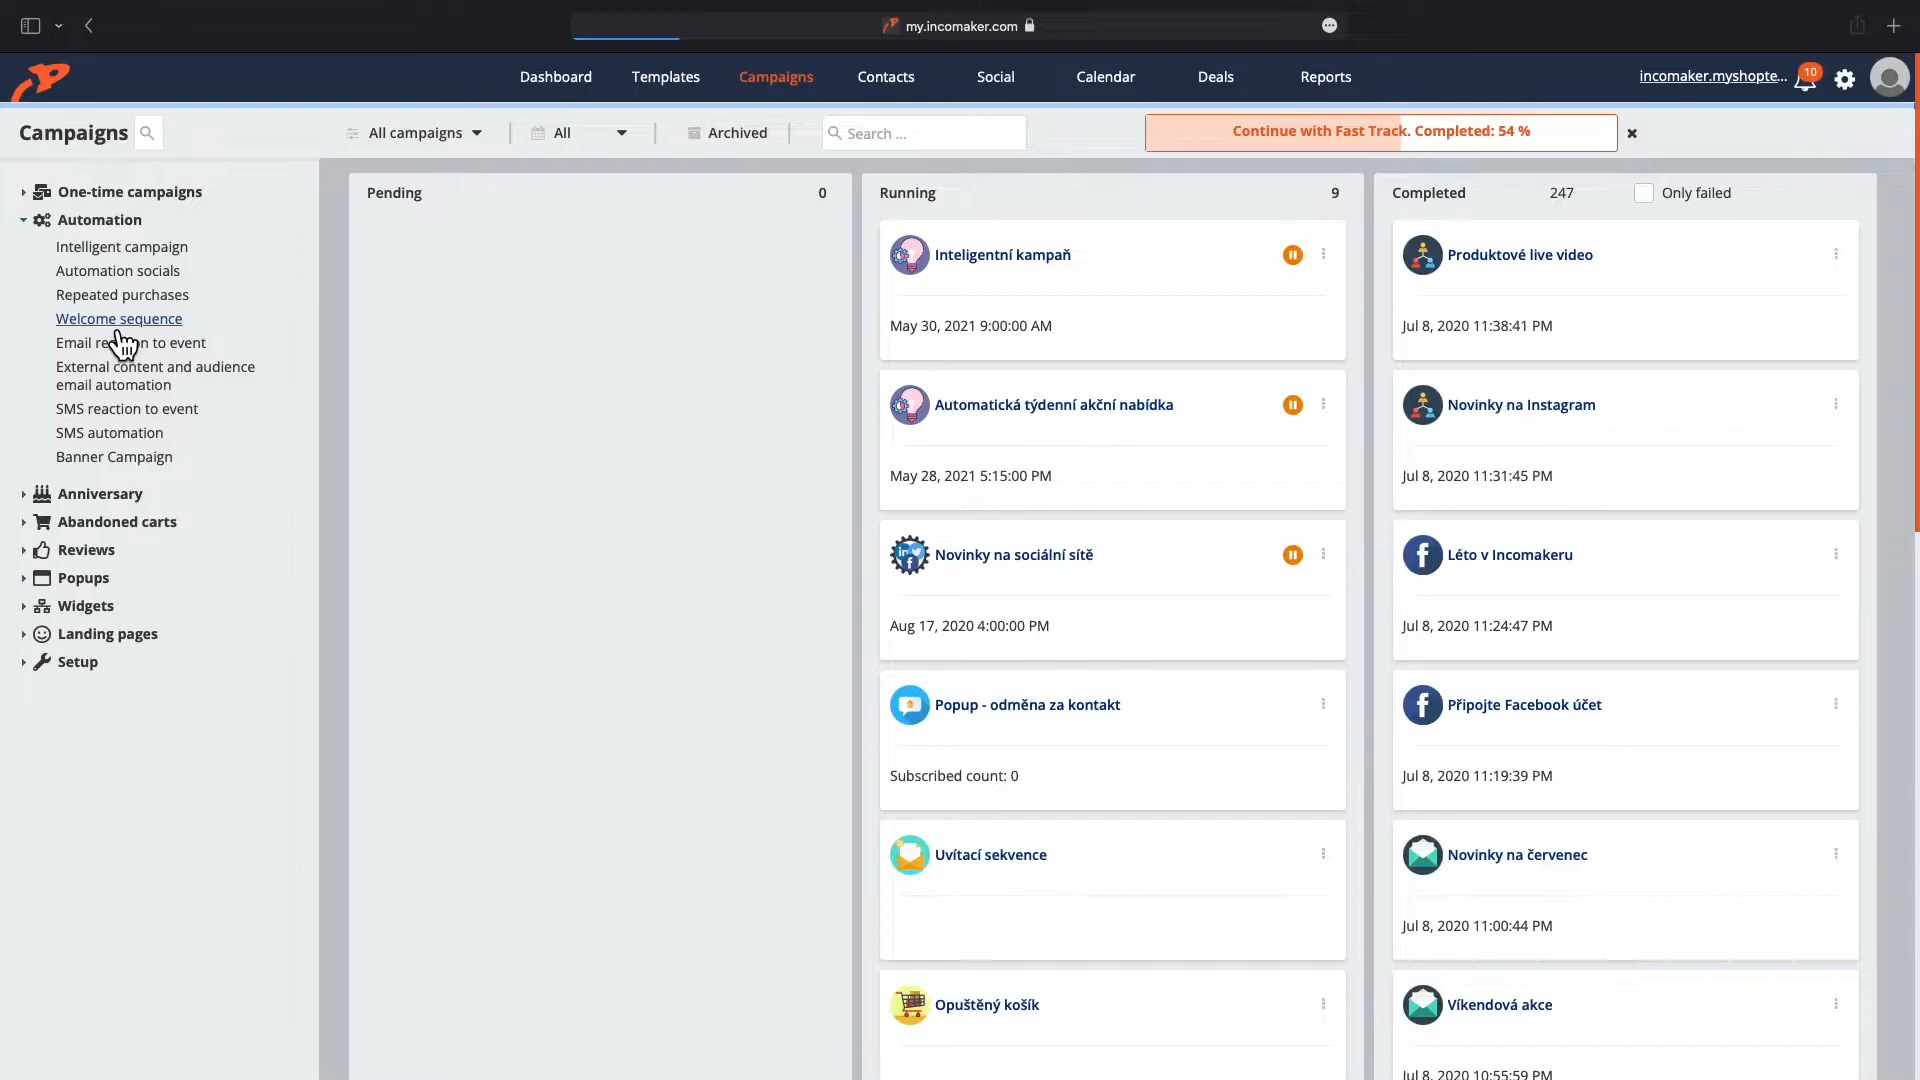 my.incomaker.com
Dashboard
Templates
Campaigns
Contacts
Social
Calendar
Deals
Reports
incomaker.myshopte...
10
Campaigns
All campaigns
All
Archived
Search ...
Continue with Fast Track. Completed: 54 %
One-time campaigns
Automation
Intelligent campaign
Automation socials
Repeated purchases
Welcome sequence
Email re n to event
External content and audience
email automation
SMS reaction to event
SMS automation
Banner Campaign
Anniversary
Abandoned carts
Reviews
Popups
Widgets
Landing pages
Setup
Pending 0
Running 9
Inteligentní kampaň
May 30, 2021 9:00:00 AM
Automatická týdenní akční nabídka
May 28, 2021 5:15:00 PM
Novinky na sociální sítě
Aug 17, 2020 4:00:00 PM
Popup - odměna za kontakt
Subscribed count: 0
Uvítací sekvence
Opuštěný košík
Completed 247 Only failed
Produktové live video
Jul 8, 2020 11:38:41 PM
Novinky na Instagram
Jul 8, 2020 11:31:45 PM
Léto v Incomakeru
Jul 8, 2020 11:24:47 PM
Připojte Facebook účet
Jul 8, 2020 11:19:39 PM
Novinky na červenec
Jul 8, 2020 11:00:44 PM
Víkendová akce
Jul 8, 2020 10:55:59 PM